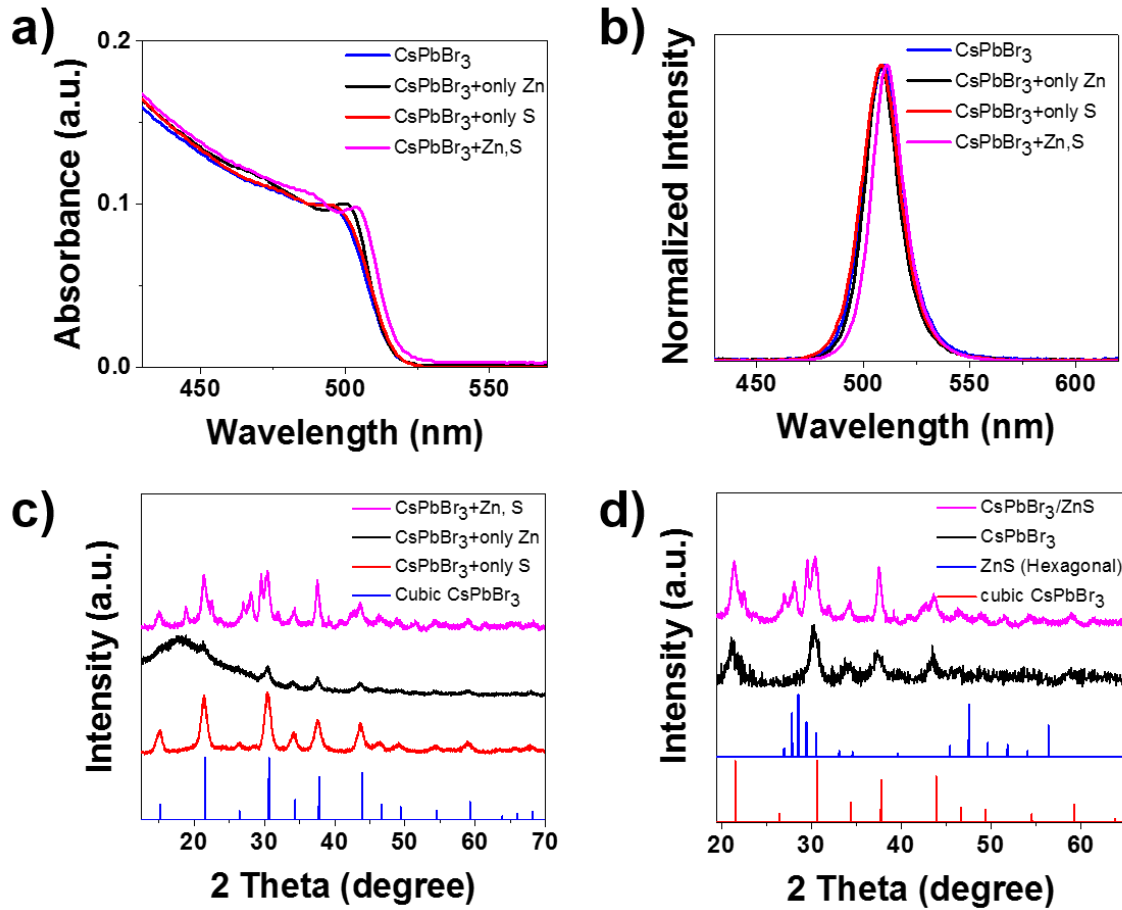 a)
0.2
0.1
0.0
Absorbance (a.u.)
CsPbBr3
CsPbBr3+only Zn
CsPbBr3+only S
CsPbBr3+Zn,S
450
500
550
Wavelength (nm)
b)
Normalized Intensity
CsPbBr3
CsPbBr3+only Zn
CsPbBr3+only S
CsPbBr3+Zn,S
450
500
550
600
Wavelength (nm)
c)
Intensity (a.u.)
CsPbBr3+Zn, S
CsPbBr3+only Zn
CsPbBr3+only S
Cubic CsPbBr3
20
30
40
50
60
70
2 Theta (degree)
d)
Intensity (a.u.)
CsPbBr3/ZnS
CsPbBr3
ZnS (Hexagonal)
cubic CsPbBr3
20
30
40
50
60
2 Theta (degree)